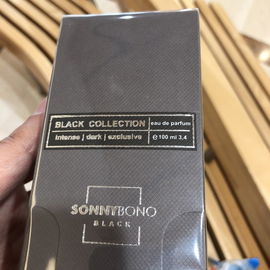 BLACK COLLECTION
eau de parfum
intense | dark | exclusive
℮ 100 ml 3,4
SONNYBONO
BLACK